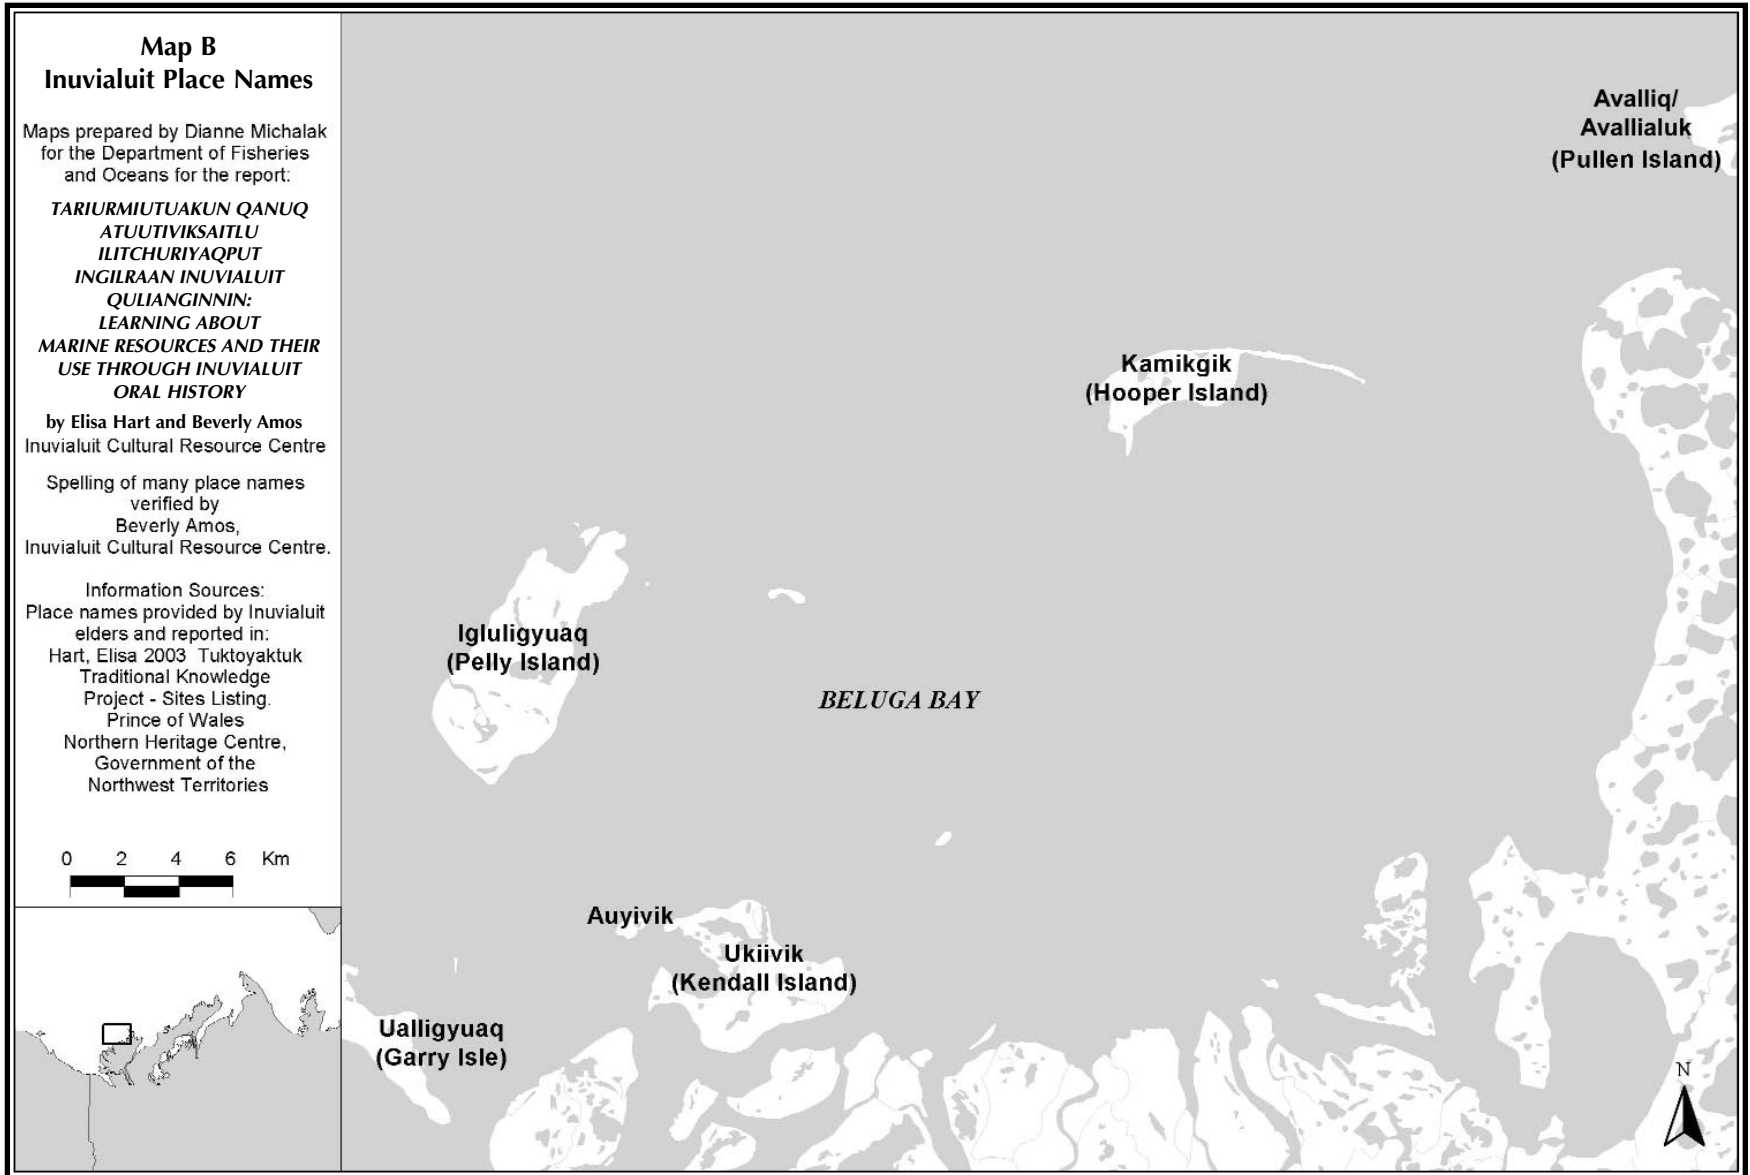 Map B
Inuvialuit Place Names
Maps prepared by Dianne Michalak
for the Department of Fisheries
and Oceans for the report:
TARIURMIUTUAKUN QANUQ
ATUUTIVIKSAITLU
ILITCHURIYAQPUT
INGILRAAN INUVIALUIT
QULIANGINNIN:
LEARNING ABOUT
MARINE RESOURCES AND THEIR
USE THROUGH INUVIALUIT
ORAL HISTORY
by Elisa Hart and Beverly Amos
Inuvialuit Cultural Resource Centre
Spelling of many place names
verified by
Beverly Amos,
Inuvialuit Cultural Resource Centre.
Information Sources:
Place names provided by Inuvialuit
elders and reported in:
Hart, Elisa 2003 Tuktoyaktuk
Traditional Knowledge
Project - Sites Listing.
Prince of Wales
Northern Heritage Centre,
Government of the
Northwest Territories
0 2 4 6 Km
Avalliq/
Avallialuk
(Pullen Island)
Kamikgik
(Hooper Island)
Igluligyuaq
(Pelly Island)
BELUGA BAY
Auyivik
Ukiivik
(Kendall Island)
Ualligyuaq
(Garry Isle)
N